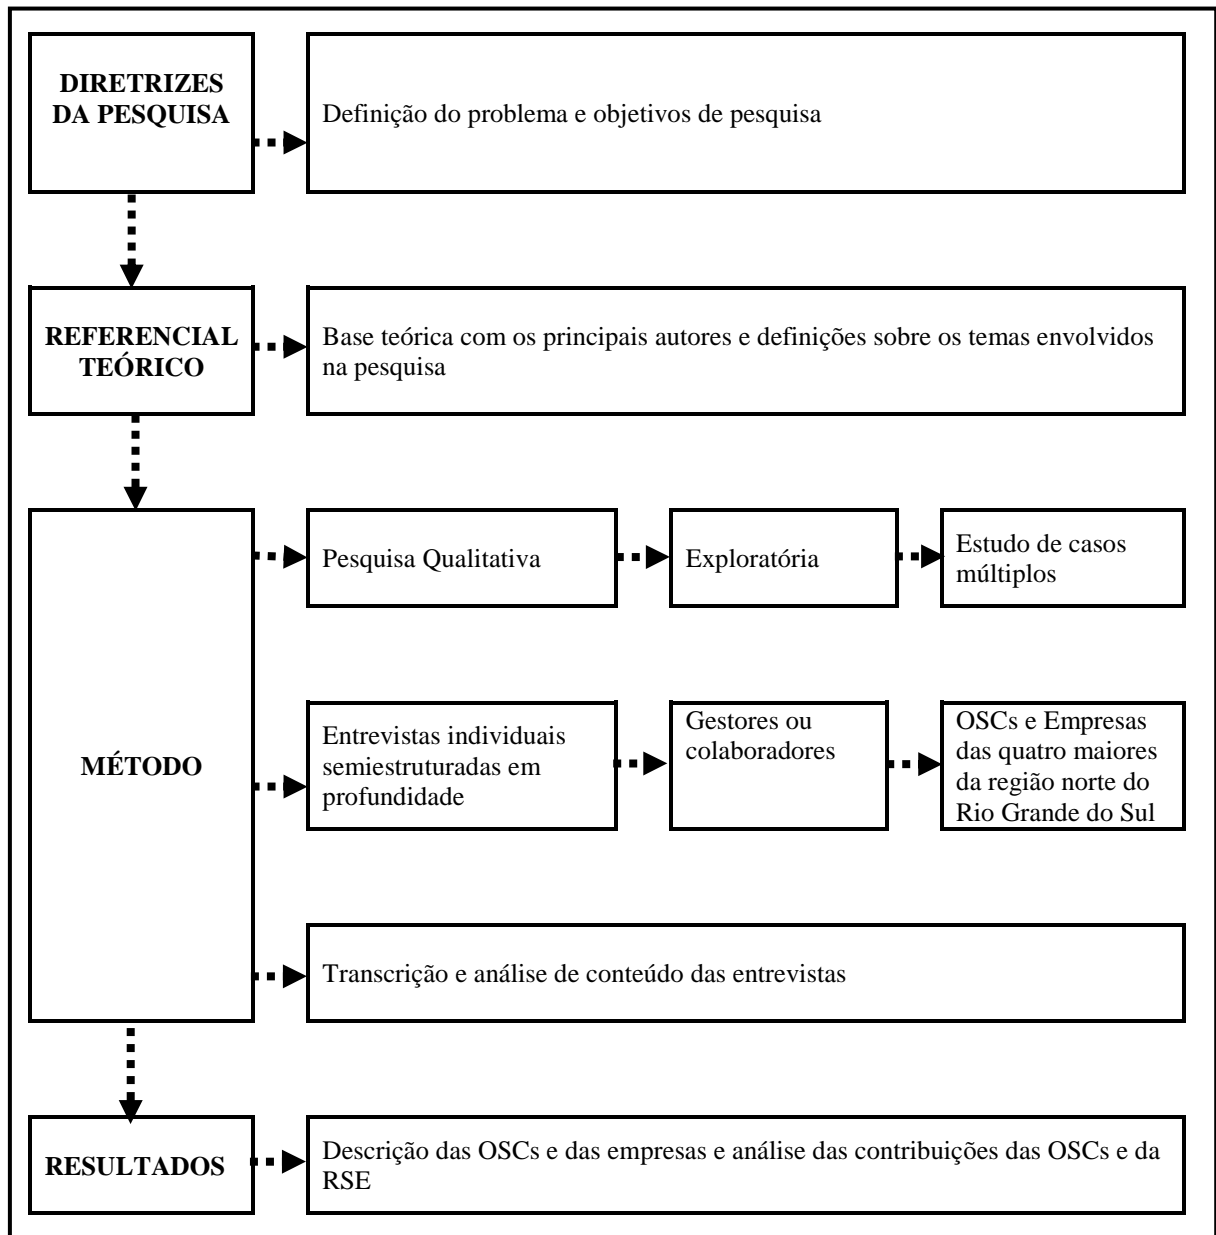 DIRETRIZES
DA PESQUISA
Definição do problema e objetivos de pesquisa
REFERENCIAL
TEÓRICO
Base teórica com os principais autores e definições sobre os temas envolvidos
na pesquisa
MÉTODO
Pesquisa Qualitativa
Exploratória
Estudo de casos
múltiplos
Entrevistas individuais
semiestruturadas em
profundidade
Gestores ou
colaboradores
OSCs e Empresas
das quatro maiores
da região norte do
Rio Grande do Sul
Transcrição e análise de conteúdo das entrevistas
RESULTADOS
Descrição das OSCs e das empresas e análise das contribuições das OSCs e da
RSE